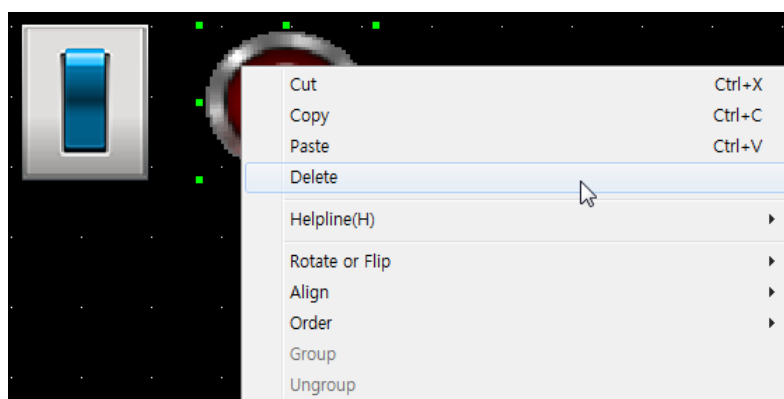 Cut Ctrl+X
Copy Ctrl+C
Paste Ctrl+V
Delete
Helpline(H)
Rotate or Flip
Align
Order
Group
Ungroup